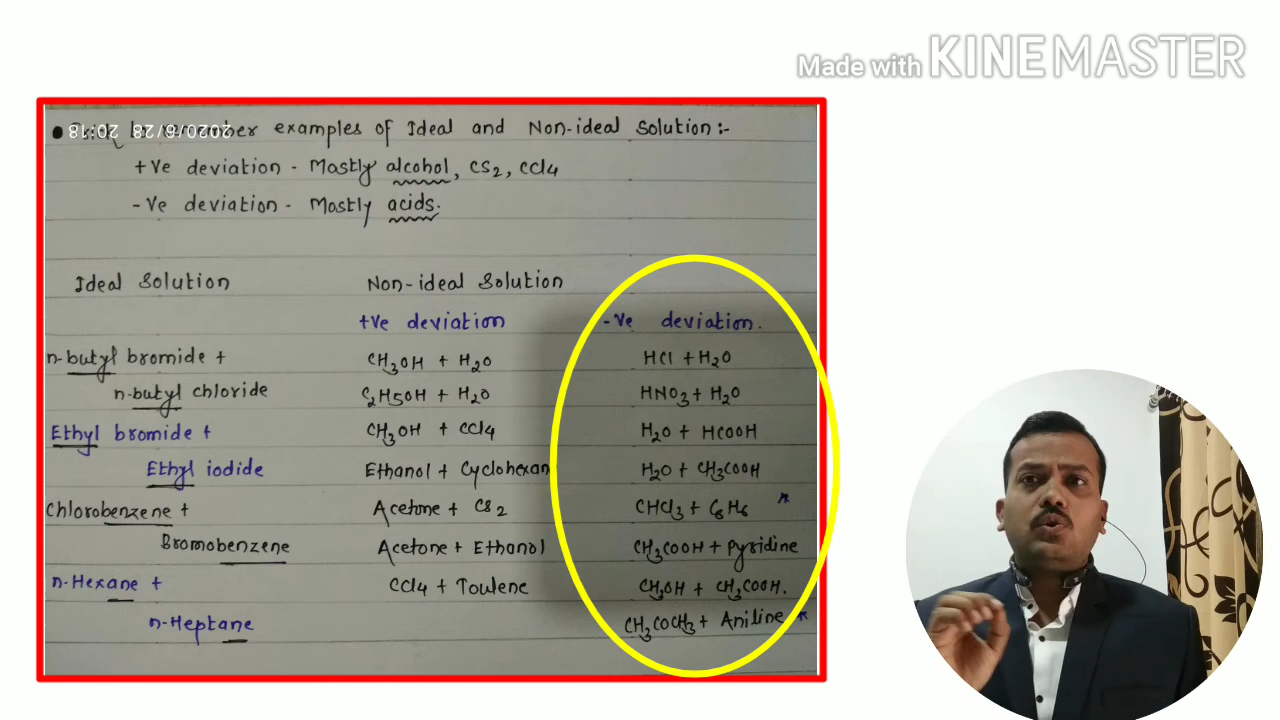 Made with KINEMASTER
2020/6/28 20:18
examples of Ideal and Non-ideal Solution:-
+Ve deviation - Mostly alcohol, CS2, CCl4
-Ve deviation - Mostly acids.
Ideal Solution Non-ideal Solution
+Ve deviation -Ve deviation.
n-butyl bromide + CH3OH + H2O HCl + H2O
n-butyl chloride C2H5OH + H2O HNO3 + H2O
Ethyl bromide + CH3OH + CCl4 H2O + HCOOH
Ethyl iodide Ethanol + Cyclohexan H2O + CH3COOH
Chlorobenzene + Acetone + CS2 CHCl3 + C6H6 *
Bromobenzene Acetone + Ethanol CH3COOH + Pyridine
n-Hexane + CCl4 + Toulene CH3OH + CH3COOH.
n-Heptane CH3COCH3 + Aniline *